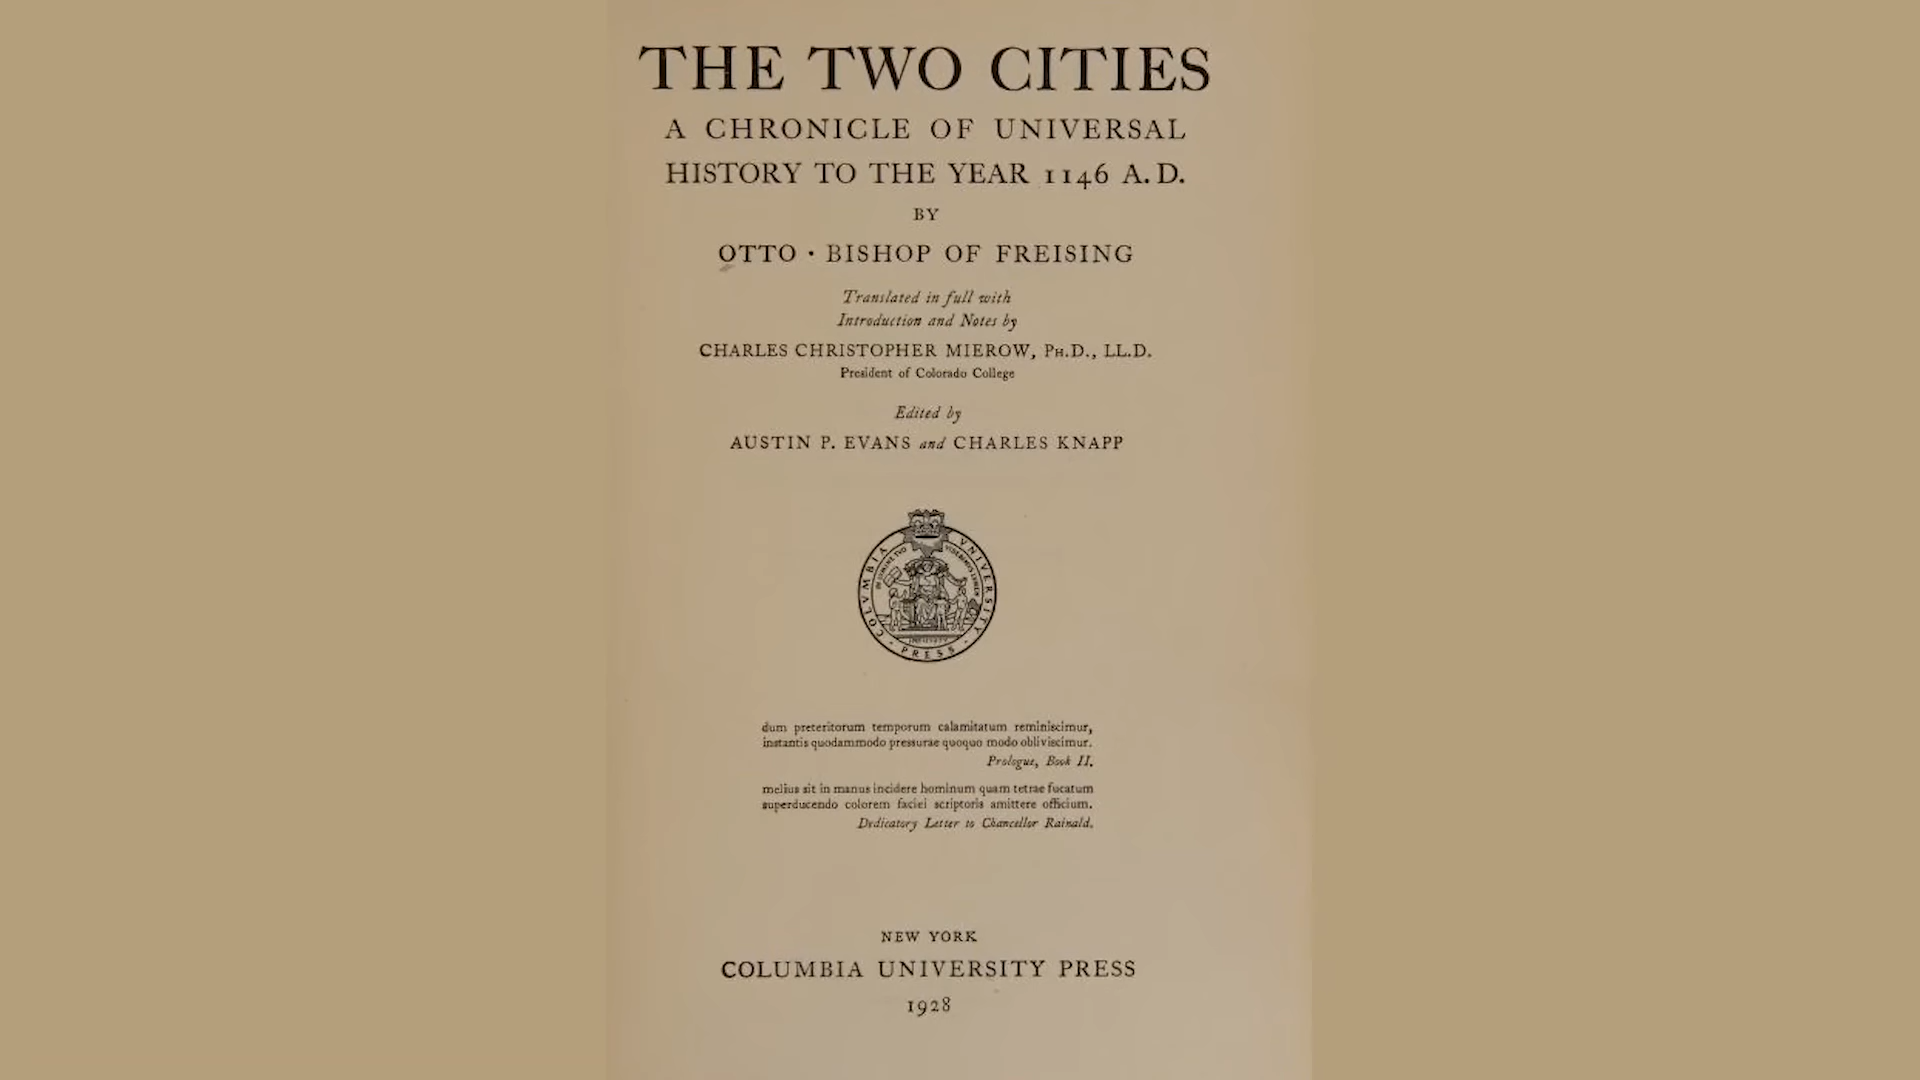 THE TWO CITIES
A CHRONICLE OF UNIVERSAL
HISTORY TO THE YEAR 1146 A.D.
BY
OTTO · BISHOP OF FREISING
Translated in full with
Introduction and Notes by
CHARLES CHRISTOPHER MIEROW, PH.D., LL.D.
President of Colorado College
Edited by
AUSTIN P. EVANS and CHARLES KNAPP
COLVMBIA VNIVERSITY
PRESS
dum preteritorum temporum calamitatum reminiscimur,
instantis quodammodo pressurae quoquo modo obliviscimur.
Prologue, Book II.
melius sit in manus incidere hominum quam tetrae fucatum
superducendo colorem faciei scriptoris amittere officium.
Dedicatory Letter to Chancellor Rainald.
NEW YORK
COLUMBIA UNIVERSITY PRESS
1928